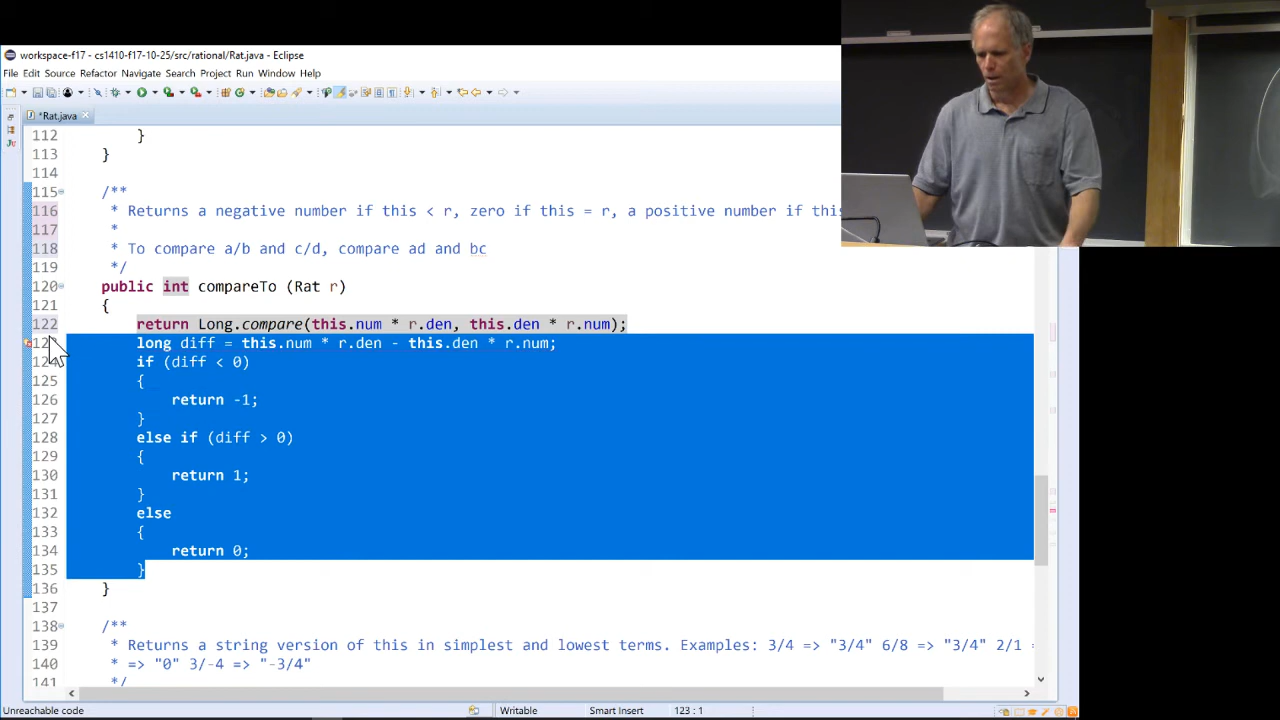 workspace-f17 - cs1410-f17-10-25/src/rational/Rat.java - Eclipse
File Edit Source Refactor Navigate Search Project Run Window Help
*Rat.java
112 }
113 }
114
115 /**
116 * Returns a negative number if this < r, zero if this = r, a positive number if this
117 *
118 * To compare a/b and c/d, compare ad and bc
119 */
120 public int compareTo (Rat r)
121 {
122 return Long.compare(this.num * r.den, this.den * r.num);
long diff = this.num * r.den - this.den * r.num;
if (diff < 0)
125 {
126 return -1;
127 }
128 else if (diff > 0)
129 {
130 return 1;
131 }
132 else
133 {
134 return 0;
135 }
136 }
137
138 /**
139 * Returns a string version of this in simplest and lowest terms. Examples: 3/4 => "3/4" 6/8 => "3/4" 2/1 =
140 * => "0" 3/-4 => "-3/4"
141 */
Unreachable code
Writable
Smart Insert
123 : 1